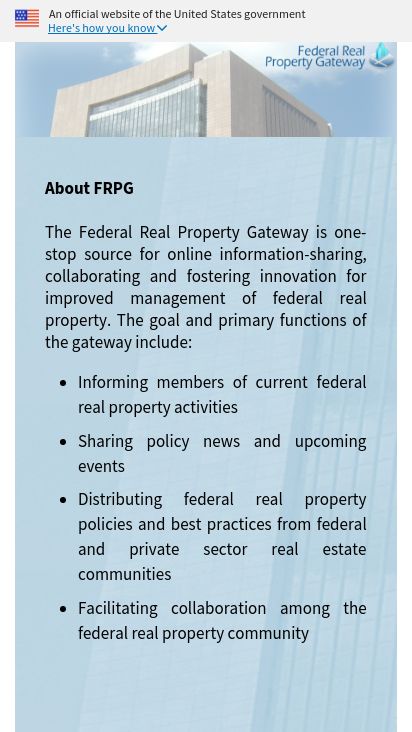 An official website of the United States government
Here's how you know
Federal Real
Property Gateway
About FRPG
The Federal Real Property Gateway is one-
stop source for online information-sharing,
collaborating and fostering innovation for
improved management of federal real
property. The goal and primary functions of
the gateway include:
• Informing members of current federal
real property activities
• Sharing policy news and upcoming
events
• Distributing federal real property
policies and best practices from federal
and private sector real estate
communities
• Facilitating collaboration among the
federal real property community